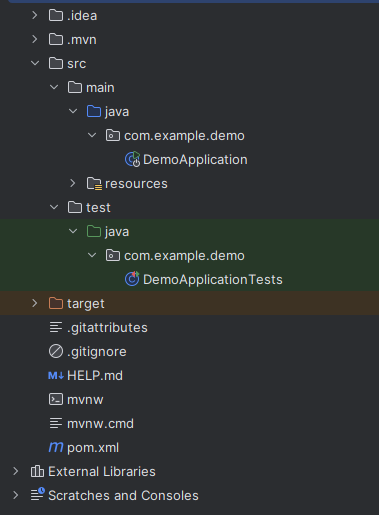 .idea
.mvn
src
main
java
com.example.demo
DemoApplication
resources
test
java
com.example.demo
DemoApplicationTests
target
.gitattributes
.gitignore
M↓ HELP.md
mvnw
mvnw.cmd
m pom.xml
External Libraries
Scratches and Consoles